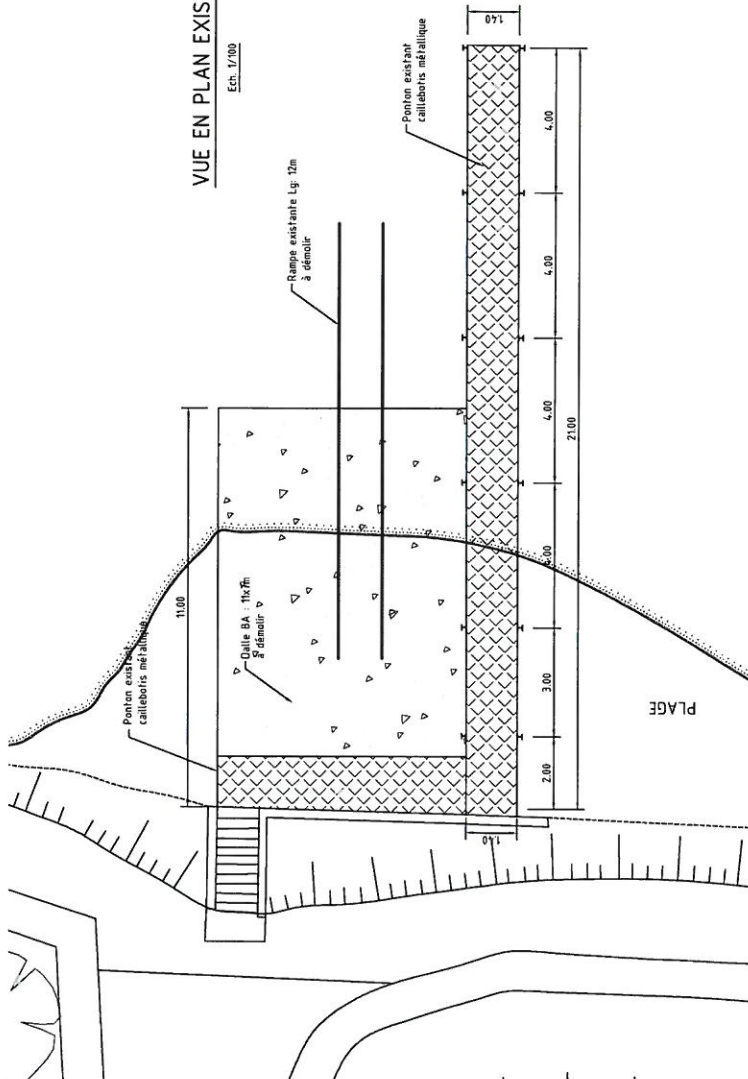 VUE EN PLAN EXIS
Ech. 1/100
1.40
Ponton existant
caillebotis métallique
Rampe existante Lg: 12m
à démolir
11.00
Ponton existant
caillebotis métallique
Dalle BA : 11x7m
à démolir
4.00
4.00
4.00
4.00
3.00
2.00
21.00
1.40
PLAGE